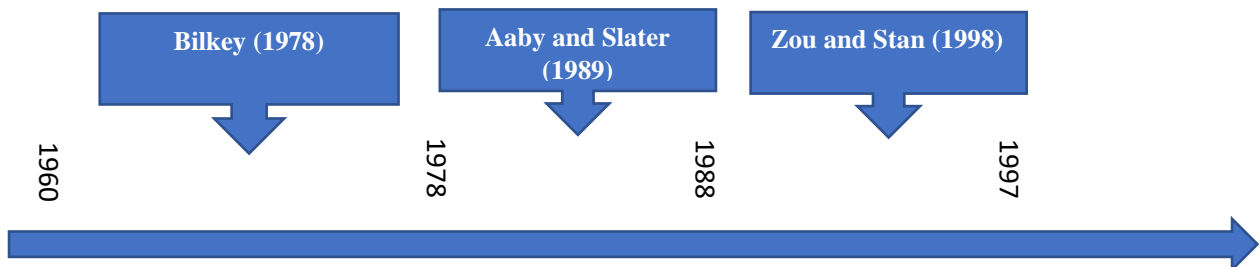 Bilkey (1978)
Aaby and Slater
(1989)
Zou and Stan (1998)
1960
1978
1988
1997